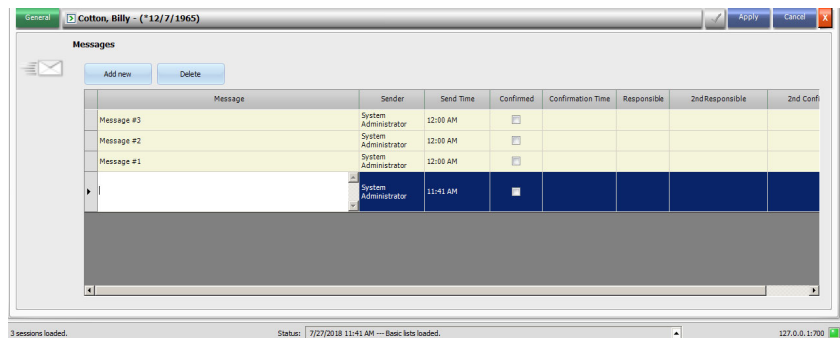 General Cotton, Billy - (*12/7/1965) Apply Cancel X
Messages
Add new Delete
Message Sender Send Time Confirmed Confirmation Time Responsible 2nd Responsible 2nd Confi
Message #3 System Administrator 12:00 AM
Message #2 System Administrator 12:00 AM
Message #1 System Administrator 12:00 AM
System Administrator 11:41 AM
3 sessions loaded. Status: 7/27/2018 11:41 AM --- Basic lists loaded. 127.0.0.1:700